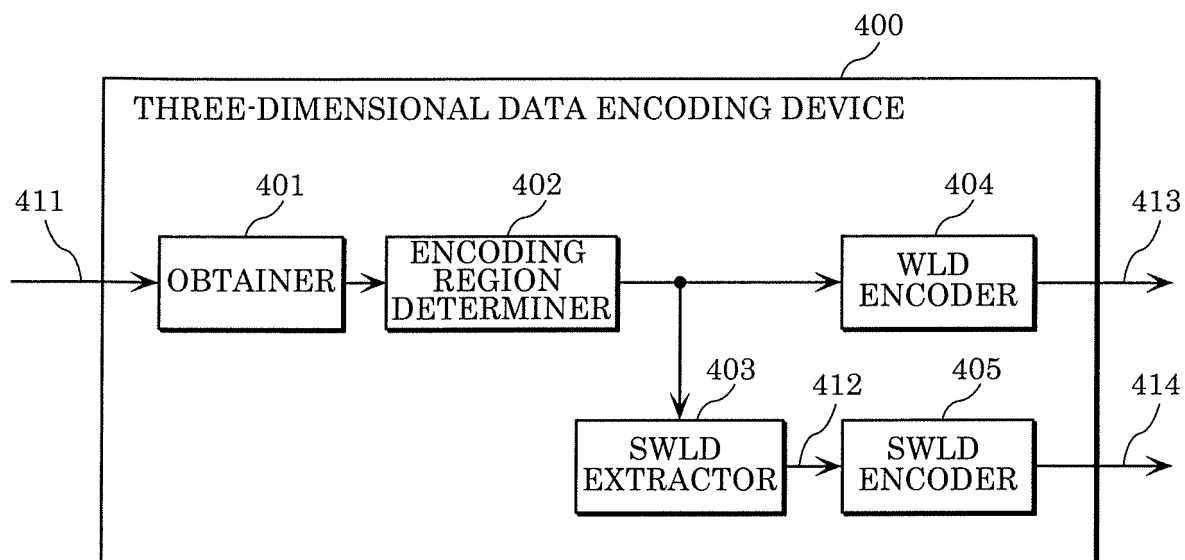 400
THREE-DIMENSIONAL DATA ENCODING DEVICE
411
401
402
404
413
OBTAINER
ENCODING
REGION
DETERMINER
WLD
ENCODER
403
412
405
414
SWLD
EXTRACTOR
SWLD
ENCODER